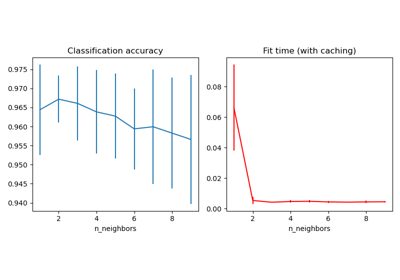 Classification accuracy
0.975
0.970
0.965
0.960
0.955
0.950
0.945
0.940
2 4 6 8
n_neighbors
Fit time (with caching)
0.08
0.06
0.04
0.02
0.00
2 4 6 8
n_neighbors